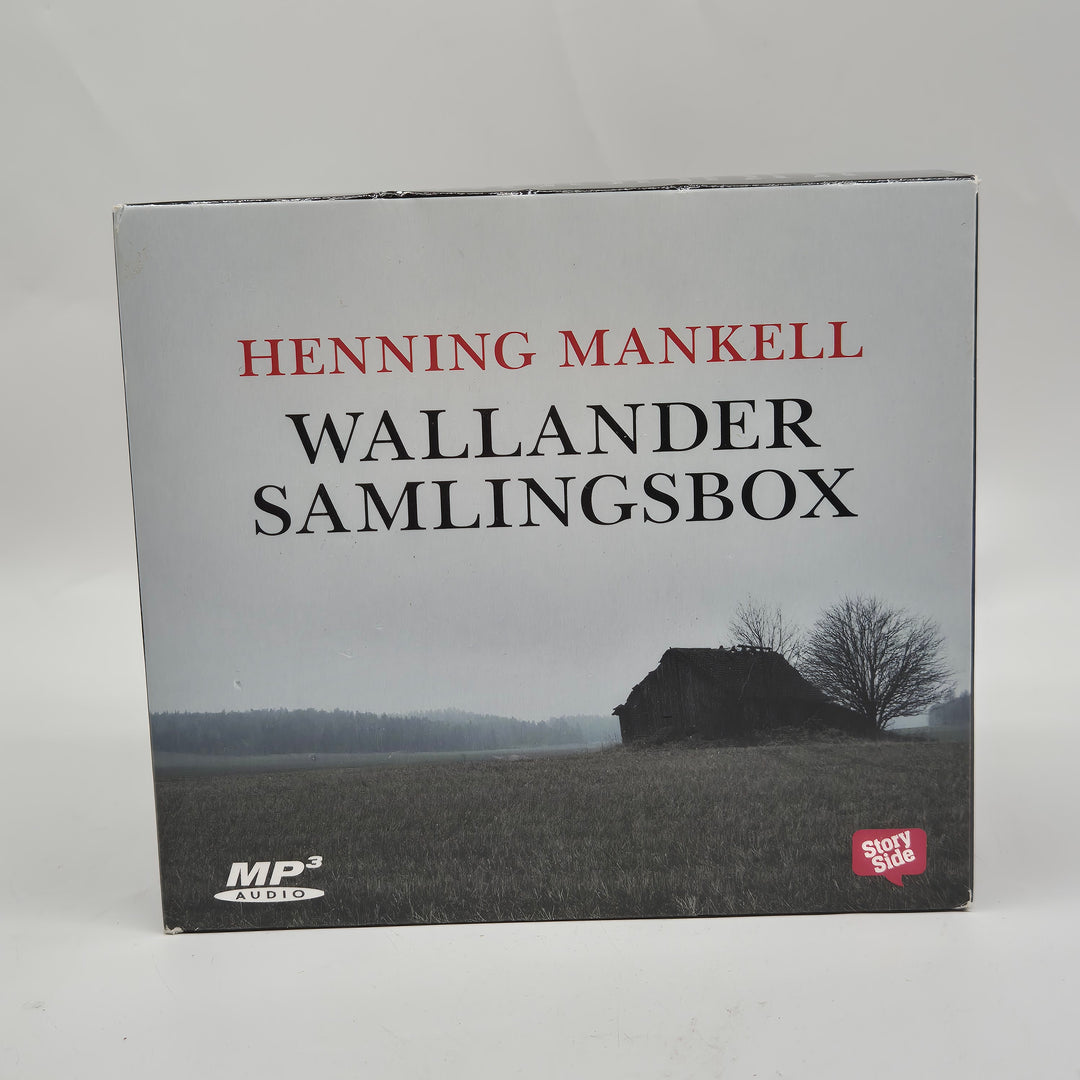 HENNING MANKELL
WALLANDER
SAMLINGSBOX
MP3
AUDIO
Story
Side